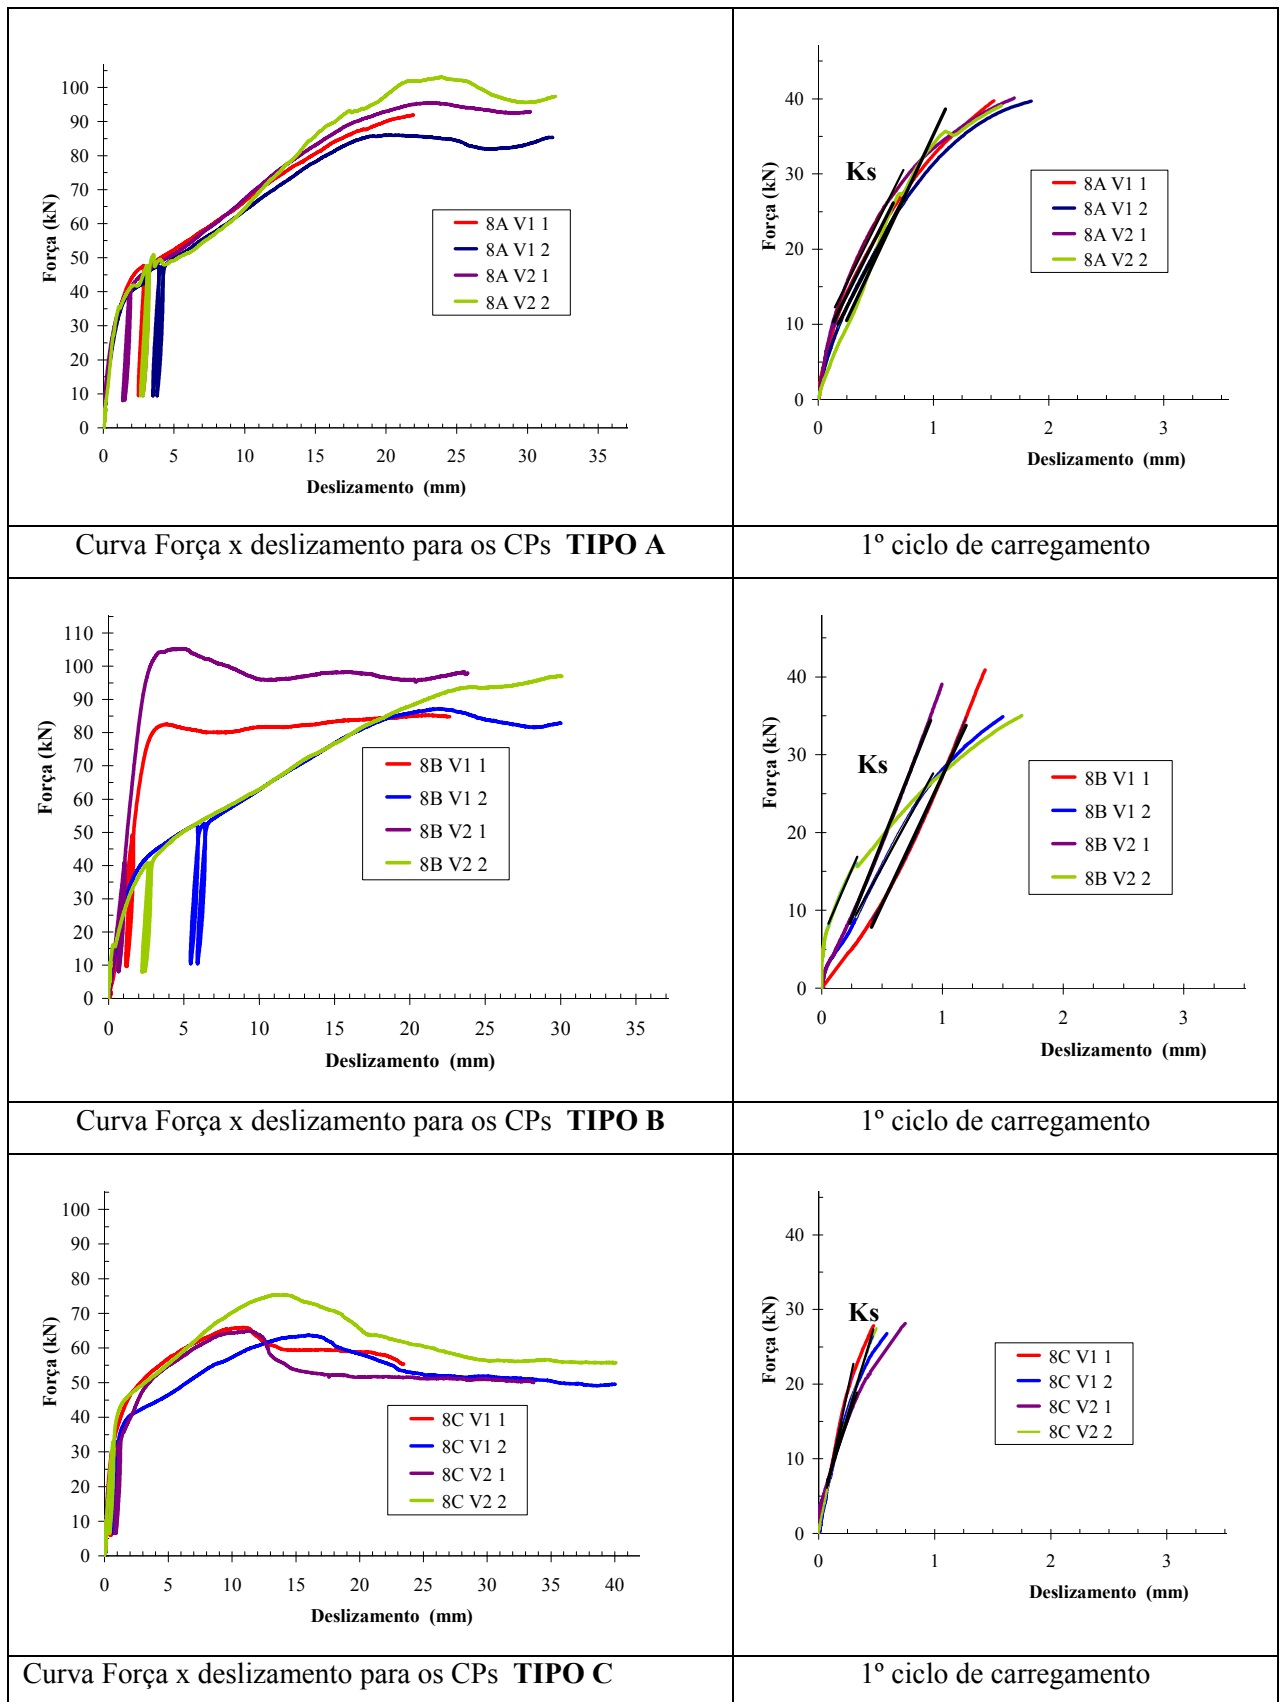 100
90
80
70
60
50
40
30
20
10
0
Força (kN)
0 5 10 15 20 25 30 35
Deslizamento (mm)
8A V1 1
8A V1 2
8A V2 1
8A V2 2
40
30
20
10
0
Força (kN)
Ks
0 1 2 3
Deslizamento (mm)
8A V1 1
8A V1 2
8A V2 1
8A V2 2
Curva Força x deslizamento para os CPs TIPO A
1º ciclo de carregamento
110
100
90
80
70
60
50
40
30
20
10
0
Força (kN)
0 5 10 15 20 25 30 35
Deslizamento (mm)
8B V1 1
8B V1 2
8B V2 1
8B V2 2
40
30
20
10
0
Força (kN)
Ks
0 1 2 3
Deslizamento (mm)
8B V1 1
8B V1 2
8B V2 1
8B V2 2
Curva Força x deslizamento para os CPs TIPO B
1º ciclo de carregamento
100
90
80
70
60
50
40
30
20
10
0
Força (kN)
0 5 10 15 20 25 30 35 40
Deslizamento (mm)
8C V1 1
8C V1 2
8C V2 1
8C V2 2
40
30
20
10
0
Força (kN)
Ks
0 1 2 3
Deslizamento (mm)
8C V1 1
8C V1 2
8C V2 1
8C V2 2
Curva Força x deslizamento para os CPs TIPO C
1º ciclo de carregamento